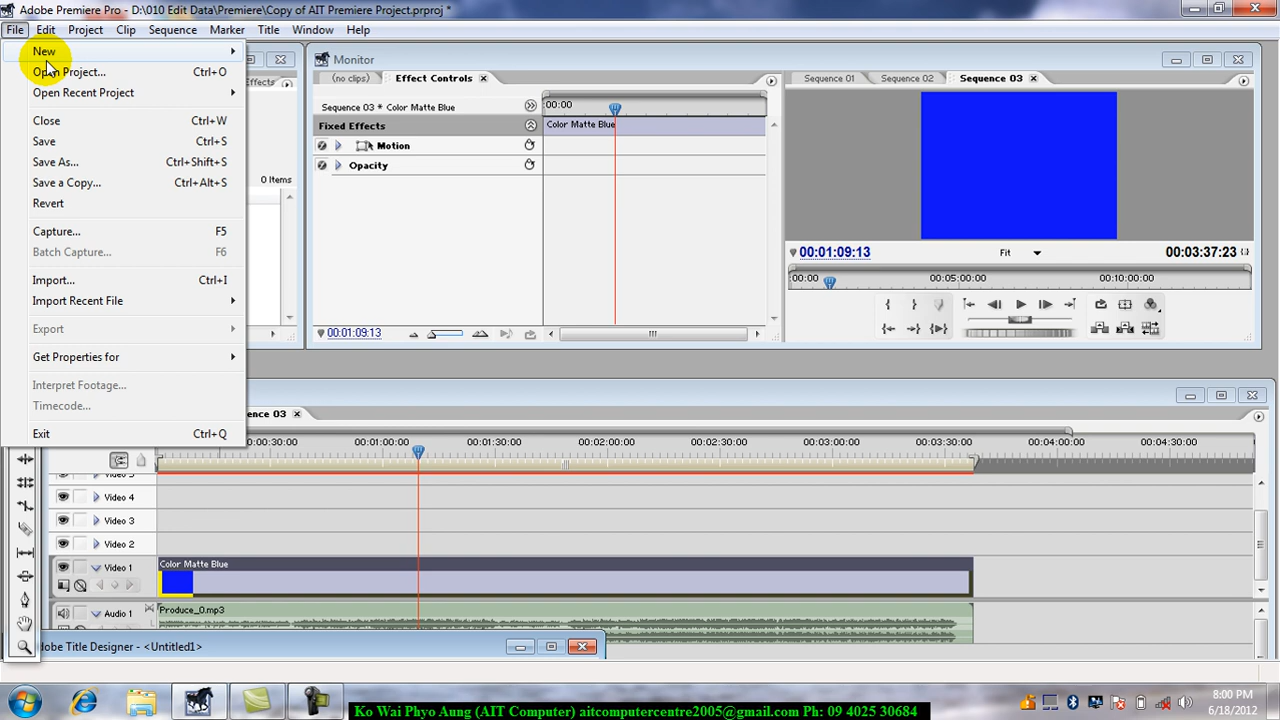 Adobe Premiere Pro - D:\010 Edit Data\Premiere\Copy of AIT Premiere Project.prproj *
File Edit Project Clip Sequence Marker Title Window Help
New
Open Project... Ctrl+O
Open Recent Project
Close Ctrl+W
Save Ctrl+S
Save As... Ctrl+Shift+S
Save a Copy... Ctrl+Alt+S
Revert
Capture... F5
Batch Capture... F6
Import... Ctrl+I
Import Recent File
Export
Get Properties for
Interpret Footage...
Timecode...
Exit Ctrl+Q
Effects
0 Items
Monitor
(no clips) Effect Controls
Sequence 03 * Color Matte Blue
:00:00
Fixed Effects
Color Matte Blue
Motion
Opacity
00:01:09:13
Sequence 01 Sequence 02 Sequence 03
00:01:09:13 Fit 00:03:37:23
:00:00 00:05:00:00 00:10:00:00
ence 03
00:00:30:00 00:01:00:00 00:01:30:00 00:02:00:00 00:02:30:00 00:03:00:00 00:03:30:00 00:04:00:00 00:04:30:00
Video 4
Video 3
Video 2
Video 1
Color Matte Blue
Audio 1
Produce_0.mp3
dobe Title Designer - <Untitled1>
Ko Wai Phyo Aung (AIT Computer) aitcomputercentre2005@gmail.com Ph: 09 4025 30684
8:00 PM
6/18/2012